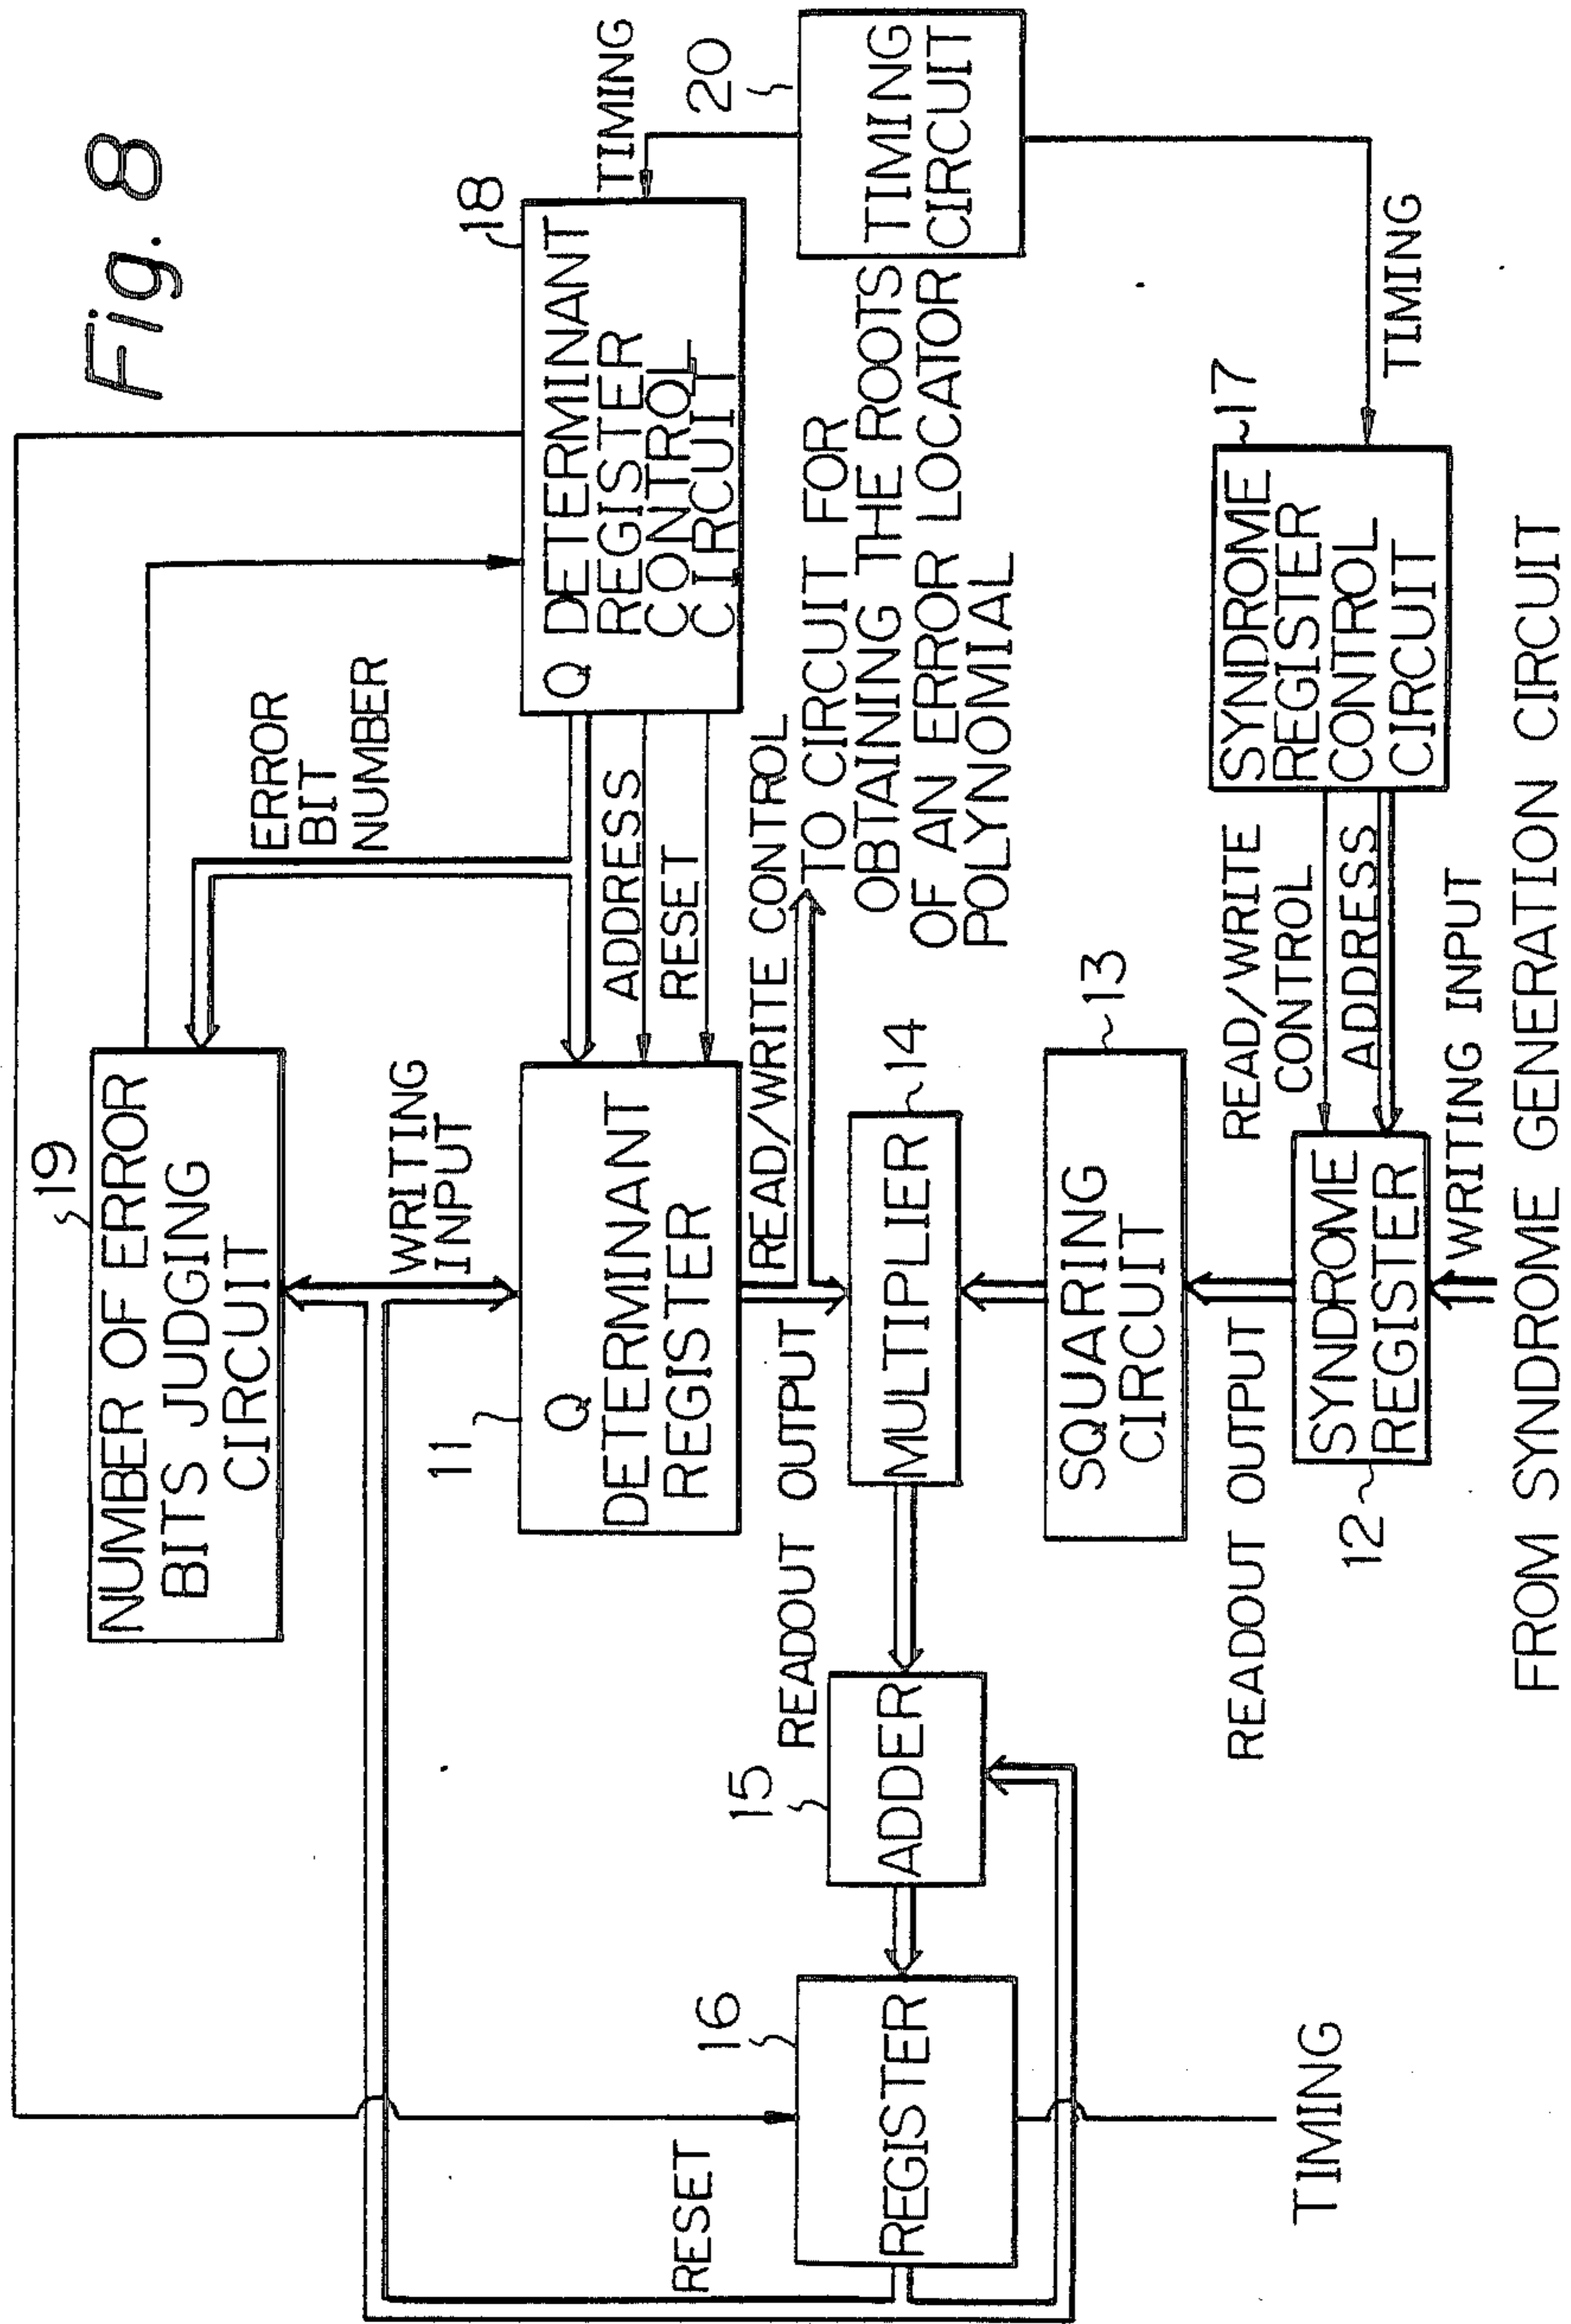 Fig. 8
19
NUMBER OF ERROR
BITS JUDGING
CIRCUIT
ERROR
BIT
NUMBER
18
Q DETERMINANT
REGISTER
CONTROL
CIRCUIT
TIMING
20
TIMING
CIRCUIT
WRITING
INPUT
11
Q
DETERMINANT
REGISTER
ADDRESS
RESET
READ/WRITE CONTROL
TO CIRCUIT FOR
OBTAINING THE ROOTS
OF AN ERROR LOCATOR
POLYNOMIAL
RESET
16
REGISTER
15
ADDER
READOUT OUTPUT
14
MULTIPLIER
13
SQUARING
CIRCUIT
17
SYNDROME
REGISTER
CONTROL
CIRCUIT
TIMING
READ/WRITE
CONTROL
ADDRESS
READOUT OUTPUT
12
SYNDROME
REGISTER
WRITING INPUT
TIMING
FROM SYNDROME GENERATION CIRCUIT